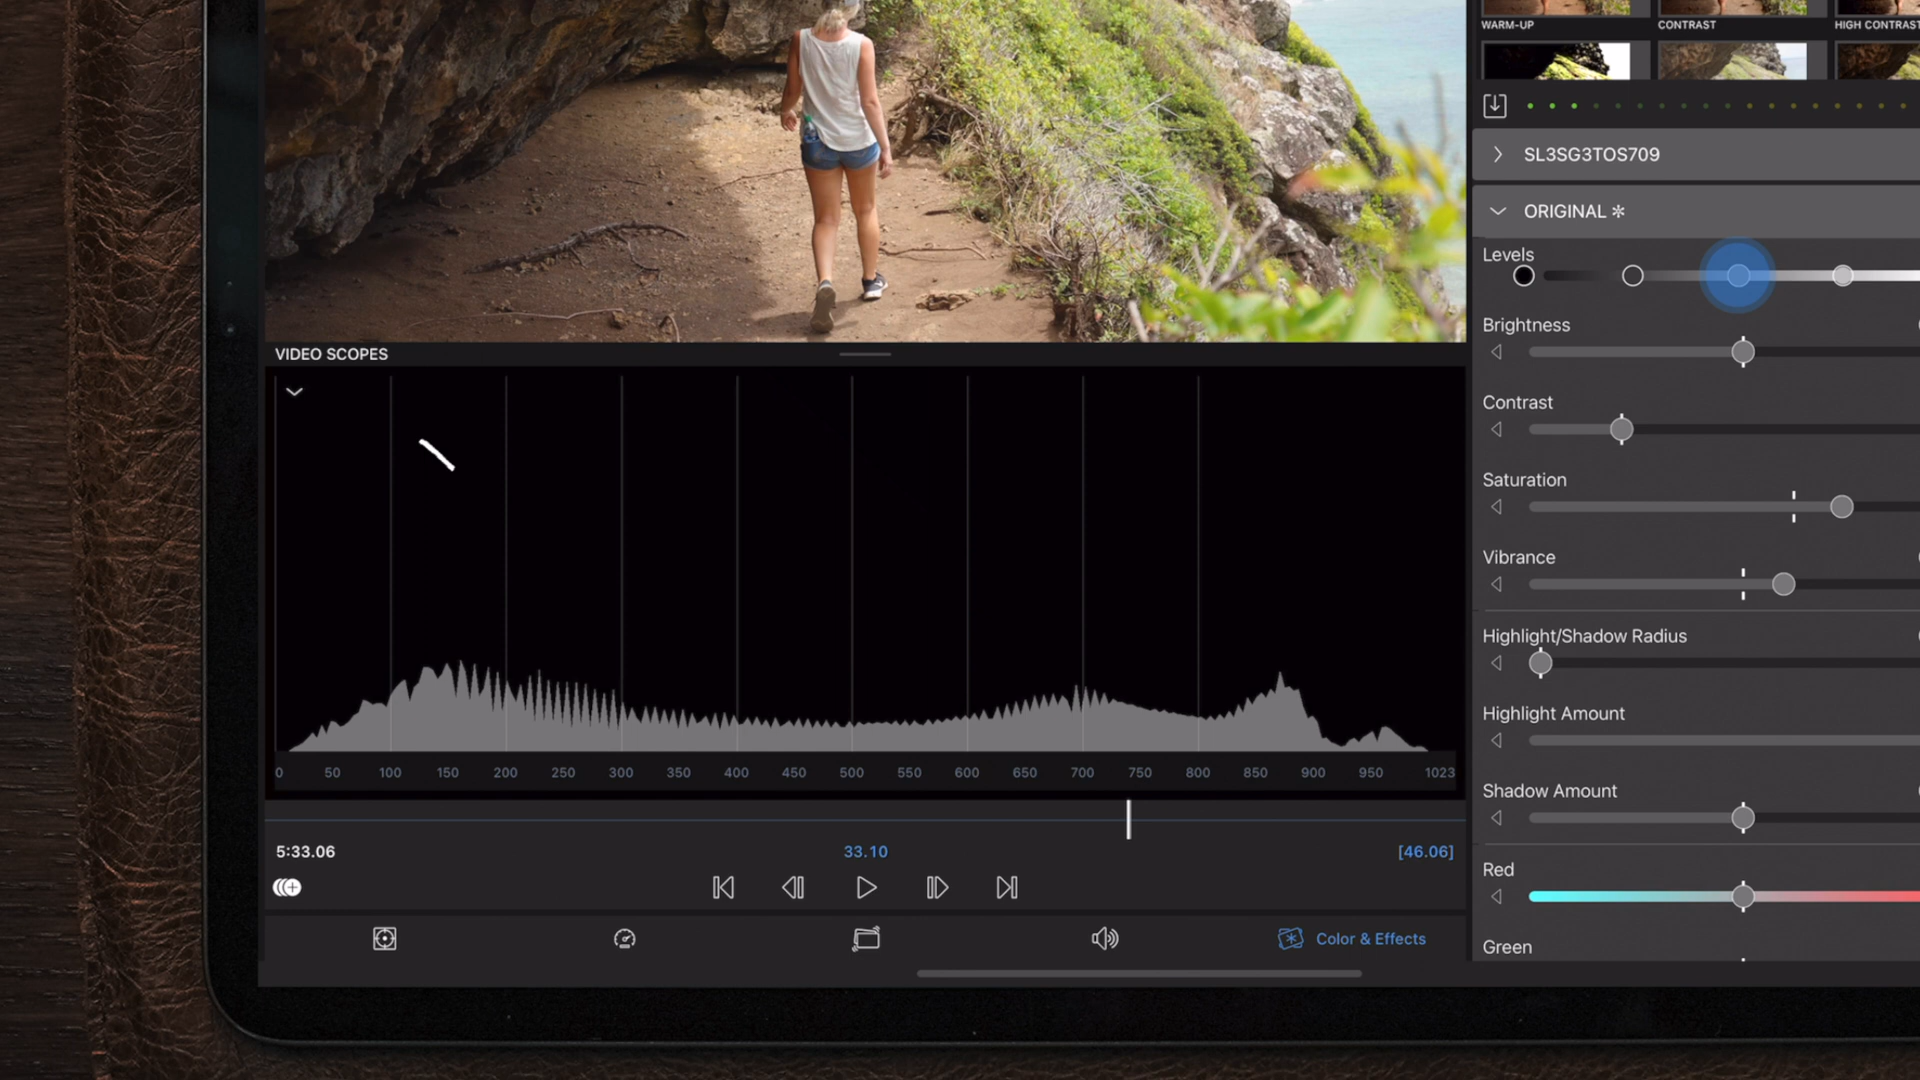 WARM-UP
CONTRAST
HIGH CONTRAST
SL3SG3TOS709
ORIGINAL ✻
Levels
Brightness
Contrast
Saturation
Vibrance
Highlight/Shadow Radius
Highlight Amount
Shadow Amount
Red
Green
VIDEO SCOPES
0 50 100 150 200 250 300 350 400 450 500 550 600 650 700 750 800 850 900 950 1023
5:33.06
33.10
[46.06]
Color & Effects